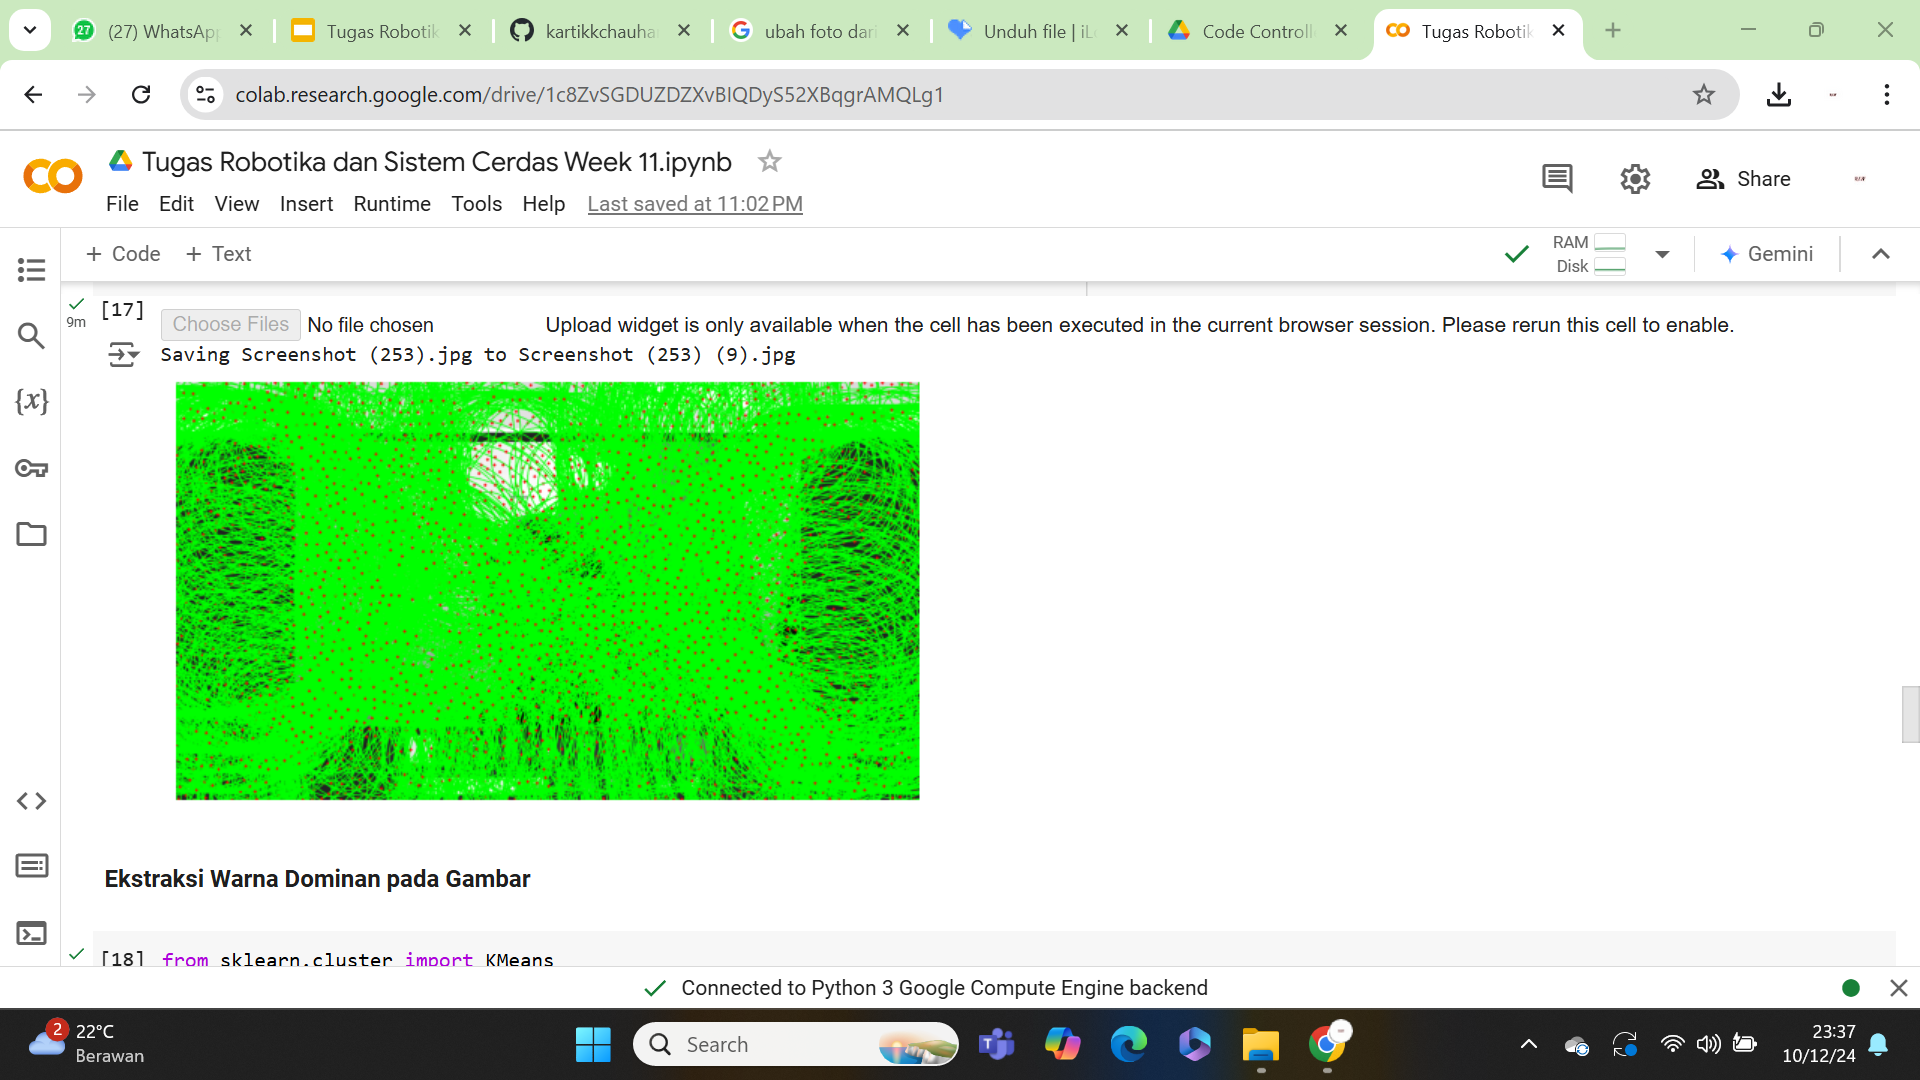 (27) WhatsApp
Tugas Robotik
kartikkchauha
ubah foto dari
Unduh file | iL
Code Controll
Tugas Robotik
colab.research.google.com/drive/1c8ZvSGDUZDZXvBIQDyS52XBqgrAMQLg1
Tugas Robotika dan Sistem Cerdas Week 11.ipynb
File Edit View Insert Runtime Tools Help Last saved at 11:02 PM
Share
+ Code + Text
RAM
Disk
Gemini
[17]
9m
Choose Files No file chosen Upload widget is only available when the cell has been executed in the current browser session. Please rerun this cell to enable.
Saving Screenshot (253).jpg to Screenshot (253) (9).jpg
Ekstraksi Warna Dominan pada Gambar
[18] from sklearn.cluster import KMeans
Connected to Python 3 Google Compute Engine backend
2
22°C
Berawan
Search
23:37
10/12/24